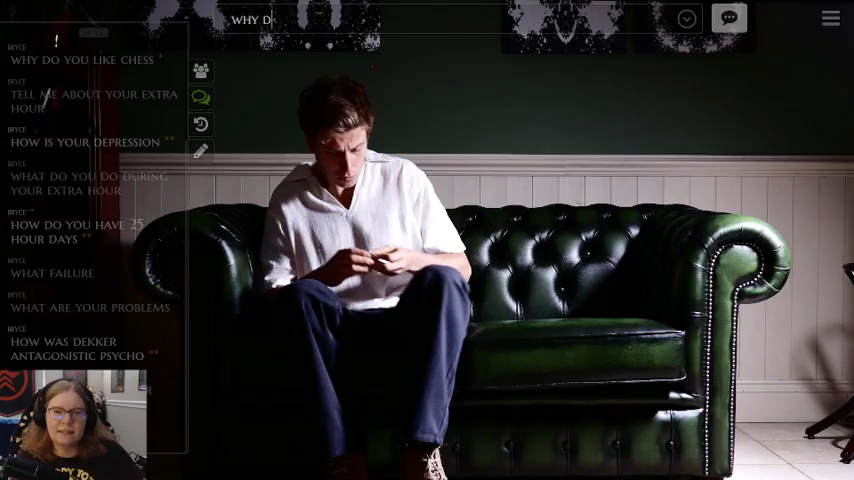 WHY D
BRYCE
WHY DO YOU LIKE CHESS *
BRYCE
TELL ME ABOUT YOUR EXTRA
HOUR
BRYCE
HOW IS YOUR DEPRESSION **
BRYCE
WHAT DO YOU DO DURING
YOUR EXTRA HOUR
BRYCE
HOW DO YOU HAVE 25
HOUR DAYS **
BRYCE
WHAT FAILURE
BRYCE
WHAT ARE YOUR PROBLEMS
BRYCE
HOW WAS DEKKER
ANTAGONISTIC PSYCHO **